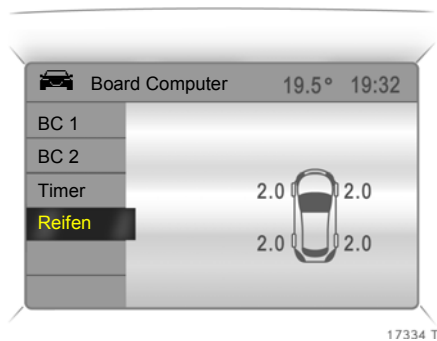 Board Computer 19.5° 19:32
BC 1
BC 2
Timer
Reifen
2.0 2.0
2.0 2.0
17334 T